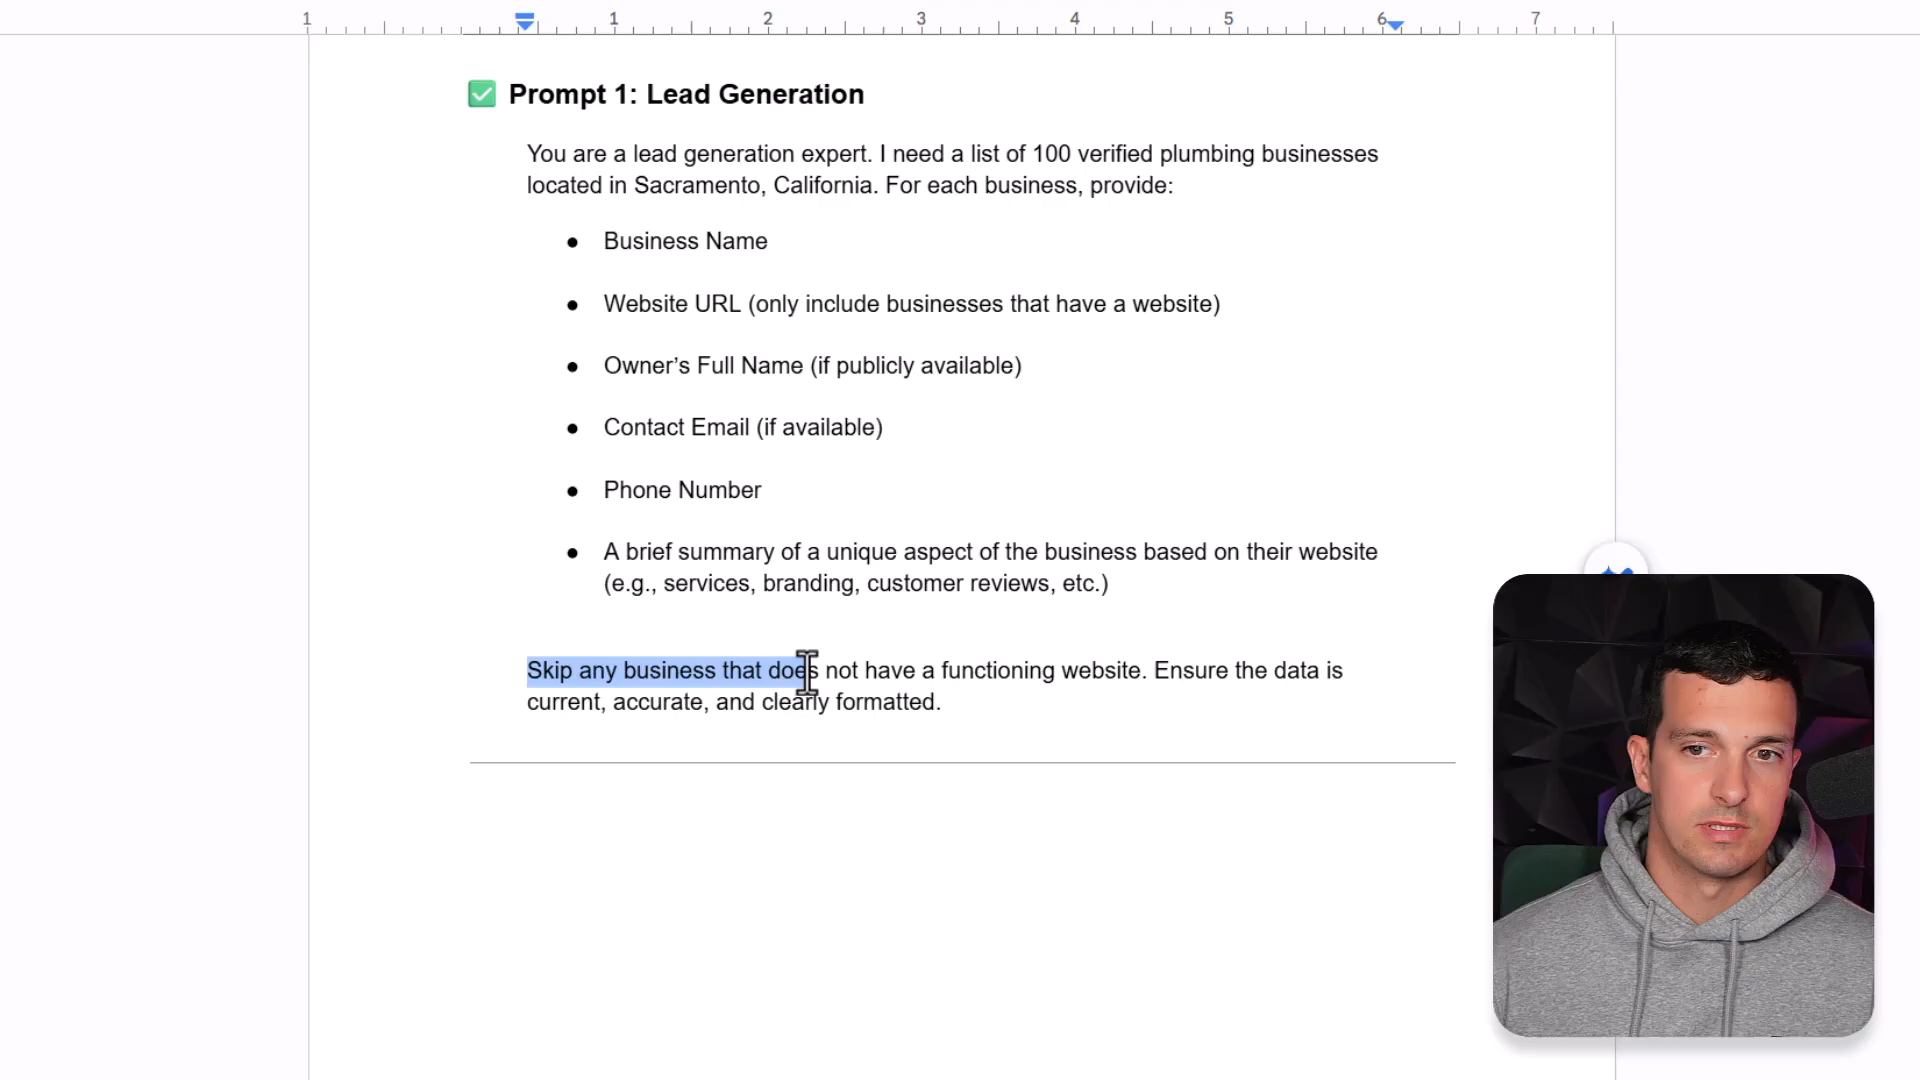 1 1 2 3 4 5 6 7
✅ Prompt 1: Lead Generation
You are a lead generation expert. I need a list of 100 verified plumbing businesses
located in Sacramento, California. For each business, provide:
● Business Name
● Website URL (only include businesses that have a website)
● Owner’s Full Name (if publicly available)
● Contact Email (if available)
● Phone Number
● A brief summary of a unique aspect of the business based on their website
(e.g., services, branding, customer reviews, etc.)
Skip any business that does not have a functioning website. Ensure the data is
current, accurate, and clearly formatted.